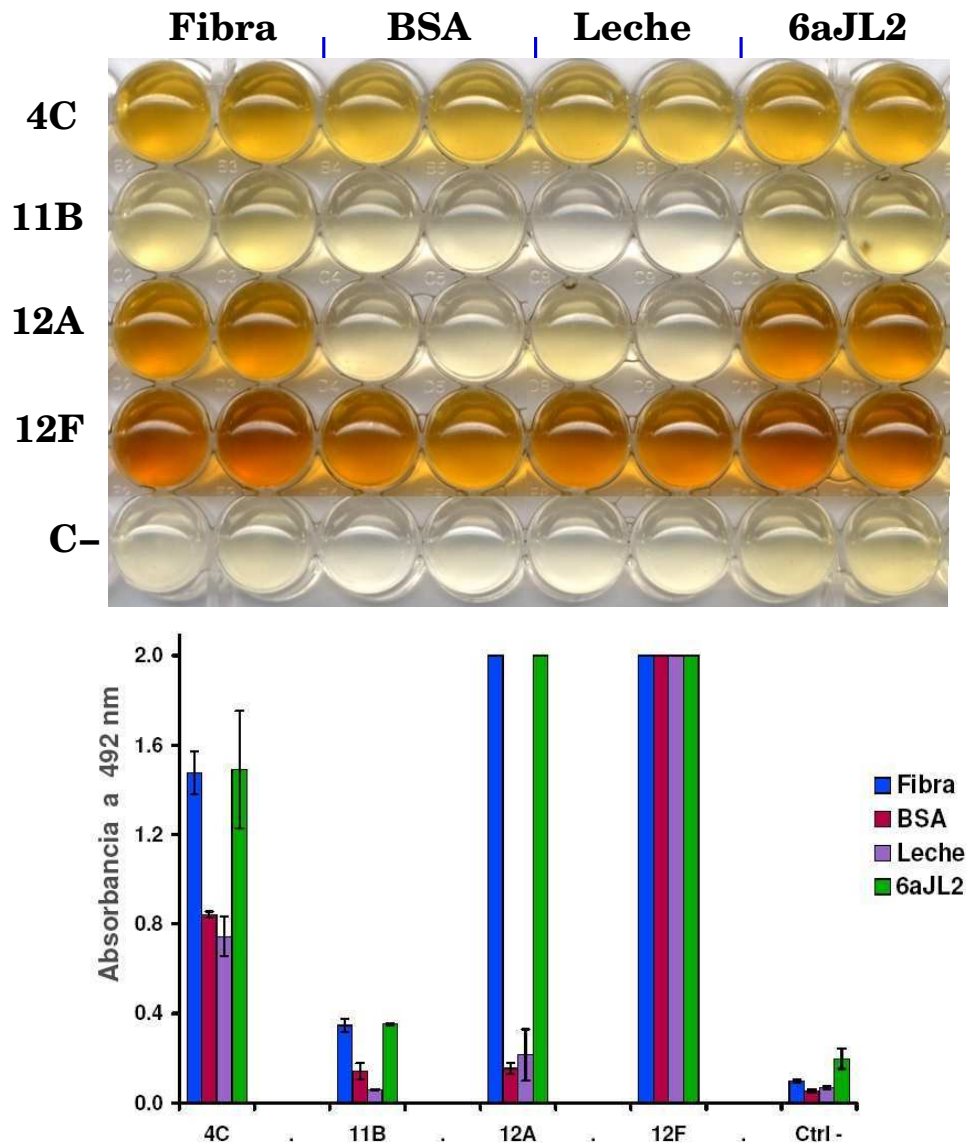 Fibra BSA Leche 6aJL2
4C
11B
12A
12F
C–
2.0
1.6
1.2
0.8
0.4
0.0
Absorbancia a 492 nm
Fibra
BSA
Leche
6aJL2
4C . 11B . 12A . 12F . Ctrl -